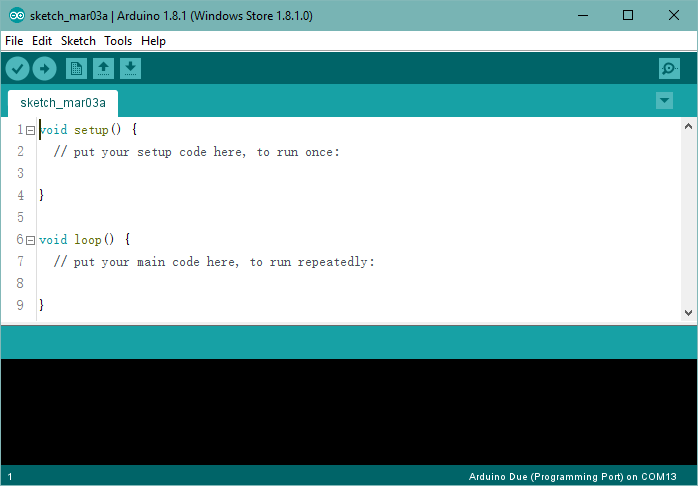 sketch_mar03a | Arduino 1.8.1 (Windows Store 1.8.1.0)
File Edit Sketch Tools Help
sketch_mar03a
1 void setup() {
2 // put your setup code here, to run once:
3
4 }
5
6 void loop() {
7 // put your main code here, to run repeatedly:
8
9 }
1 Arduino Due (Programming Port) on COM13